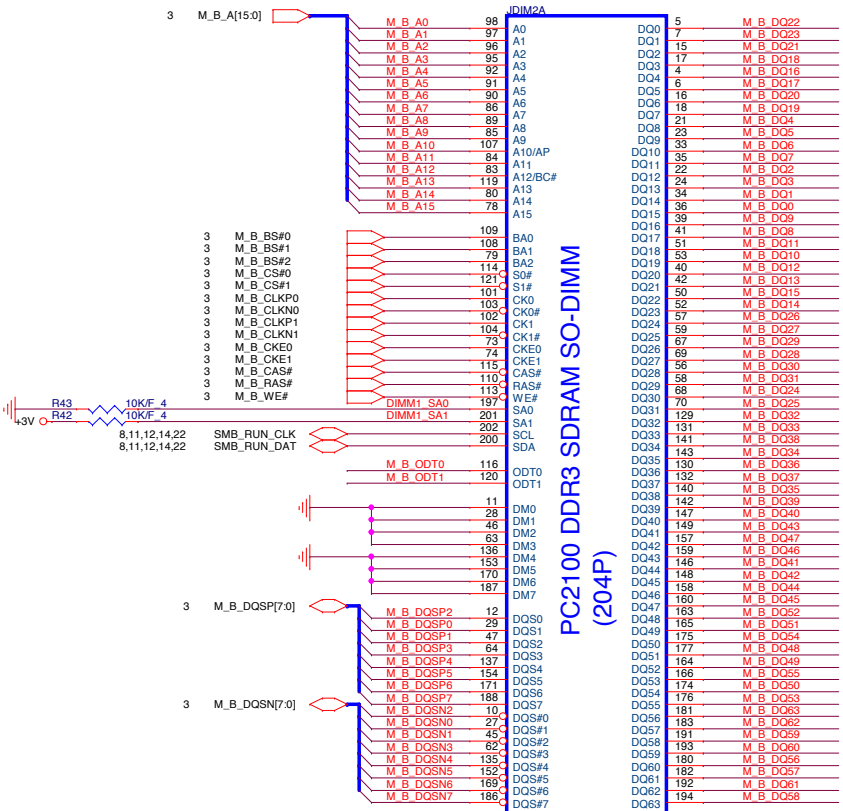 JDIM2A
3 M_B_A[15:0]
M_B_A0 98 A0
M_B_A1 97 A1
M_B_A2 96 A2
M_B_A3 95 A3
M_B_A4 92 A4
M_B_A5 91 A5
M_B_A6 90 A6
M_B_A7 86 A7
M_B_A8 89 A8
M_B_A9 85 A9
M_B_A10 107 A10/AP
M_B_A11 84 A11
M_B_A12 83 A12/BC#
M_B_A13 119 A13
M_B_A14 80 A14
M_B_A15 78 A15
3 M_B_BS#0 109 BA0
3 M_B_BS#1 108 BA1
3 M_B_BS#2 79 BA2
3 M_B_CS#0 114 S0#
3 M_B_CS#1 121 S1#
3 M_B_CLKP0 101 CK0
3 M_B_CLKN0 103 CK0#
3 M_B_CLKP1 102 CK1
3 M_B_CLKN1 104 CK1#
3 M_B_CKE0 73 CKE0
3 M_B_CKE1 74 CKE1
3 M_B_CAS# 115 CAS#
3 M_B_RAS# 110 RAS#
3 M_B_WE# 113 WE#
R43 10K/F_4 DIMM1_SA0 197 SA0
+3V R42 10K/F_4 DIMM1_SA1 201 SA1
8,11,12,14,22 SMB_RUN_CLK 202 SCL
8,11,12,14,22 SMB_RUN_DAT 200 SDA
M_B_ODT0 116 ODT0
M_B_ODT1 120 ODT1
11 DM0
28 DM1
46 DM2
63 DM3
136 DM4
153 DM5
170 DM6
187 DM7
3 M_B_DQSP[7:0]
M_B_DQSP2 12 DQS0
M_B_DQSP0 29 DQS1
M_B_DQSP1 47 DQS2
M_B_DQSP3 64 DQS3
M_B_DQSP4 137 DQS4
M_B_DQSP5 154 DQS5
M_B_DQSP6 171 DQS6
M_B_DQSP7 188 DQS7
3 M_B_DQSN[7:0]
M_B_DQSN2 10 DQS#0
M_B_DQSN0 27 DQS#1
M_B_DQSN1 45 DQS#2
M_B_DQSN3 62 DQS#3
M_B_DQSN4 135 DQS#4
M_B_DQSN5 152 DQS#5
M_B_DQSN6 169 DQS#6
M_B_DQSN7 186 DQS#7
PC2100 DDR3 SDRAM SO-DIMM
(204P)
DQ0 5 M_B_DQ22
DQ1 7 M_B_DQ23
DQ2 15 M_B_DQ21
DQ3 17 M_B_DQ18
DQ4 4 M_B_DQ16
DQ5 6 M_B_DQ17
DQ6 16 M_B_DQ20
DQ7 18 M_B_DQ19
DQ8 21 M_B_DQ4
DQ9 23 M_B_DQ5
DQ10 33 M_B_DQ6
DQ11 35 M_B_DQ7
DQ12 22 M_B_DQ2
DQ13 24 M_B_DQ3
DQ14 34 M_B_DQ1
DQ15 36 M_B_DQ0
DQ16 39 M_B_DQ9
DQ17 41 M_B_DQ8
DQ18 51 M_B_DQ11
DQ19 53 M_B_DQ10
DQ20 40 M_B_DQ12
DQ21 42 M_B_DQ13
DQ22 50 M_B_DQ15
DQ23 52 M_B_DQ14
DQ24 57 M_B_DQ26
DQ25 59 M_B_DQ27
DQ26 67 M_B_DQ29
DQ27 69 M_B_DQ28
DQ28 56 M_B_DQ30
DQ29 58 M_B_DQ31
DQ30 68 M_B_DQ24
DQ31 70 M_B_DQ25
DQ32 129 M_B_DQ32
DQ33 131 M_B_DQ33
DQ34 141 M_B_DQ38
DQ35 143 M_B_DQ34
DQ36 130 M_B_DQ36
DQ37 132 M_B_DQ37
DQ38 140 M_B_DQ35
DQ39 142 M_B_DQ39
DQ40 147 M_B_DQ40
DQ41 149 M_B_DQ43
DQ42 157 M_B_DQ47
DQ43 159 M_B_DQ46
DQ44 146 M_B_DQ41
DQ45 148 M_B_DQ42
DQ46 158 M_B_DQ44
DQ47 160 M_B_DQ45
DQ48 163 M_B_DQ52
DQ49 165 M_B_DQ51
DQ50 175 M_B_DQ54
DQ51 177 M_B_DQ48
DQ52 164 M_B_DQ49
DQ53 166 M_B_DQ55
DQ54 174 M_B_DQ50
DQ55 176 M_B_DQ53
DQ56 181 M_B_DQ63
DQ57 183 M_B_DQ62
DQ58 191 M_B_DQ59
DQ59 193 M_B_DQ60
DQ60 180 M_B_DQ56
DQ61 182 M_B_DQ57
DQ62 192 M_B_DQ61
DQ63 194 M_B_DQ58